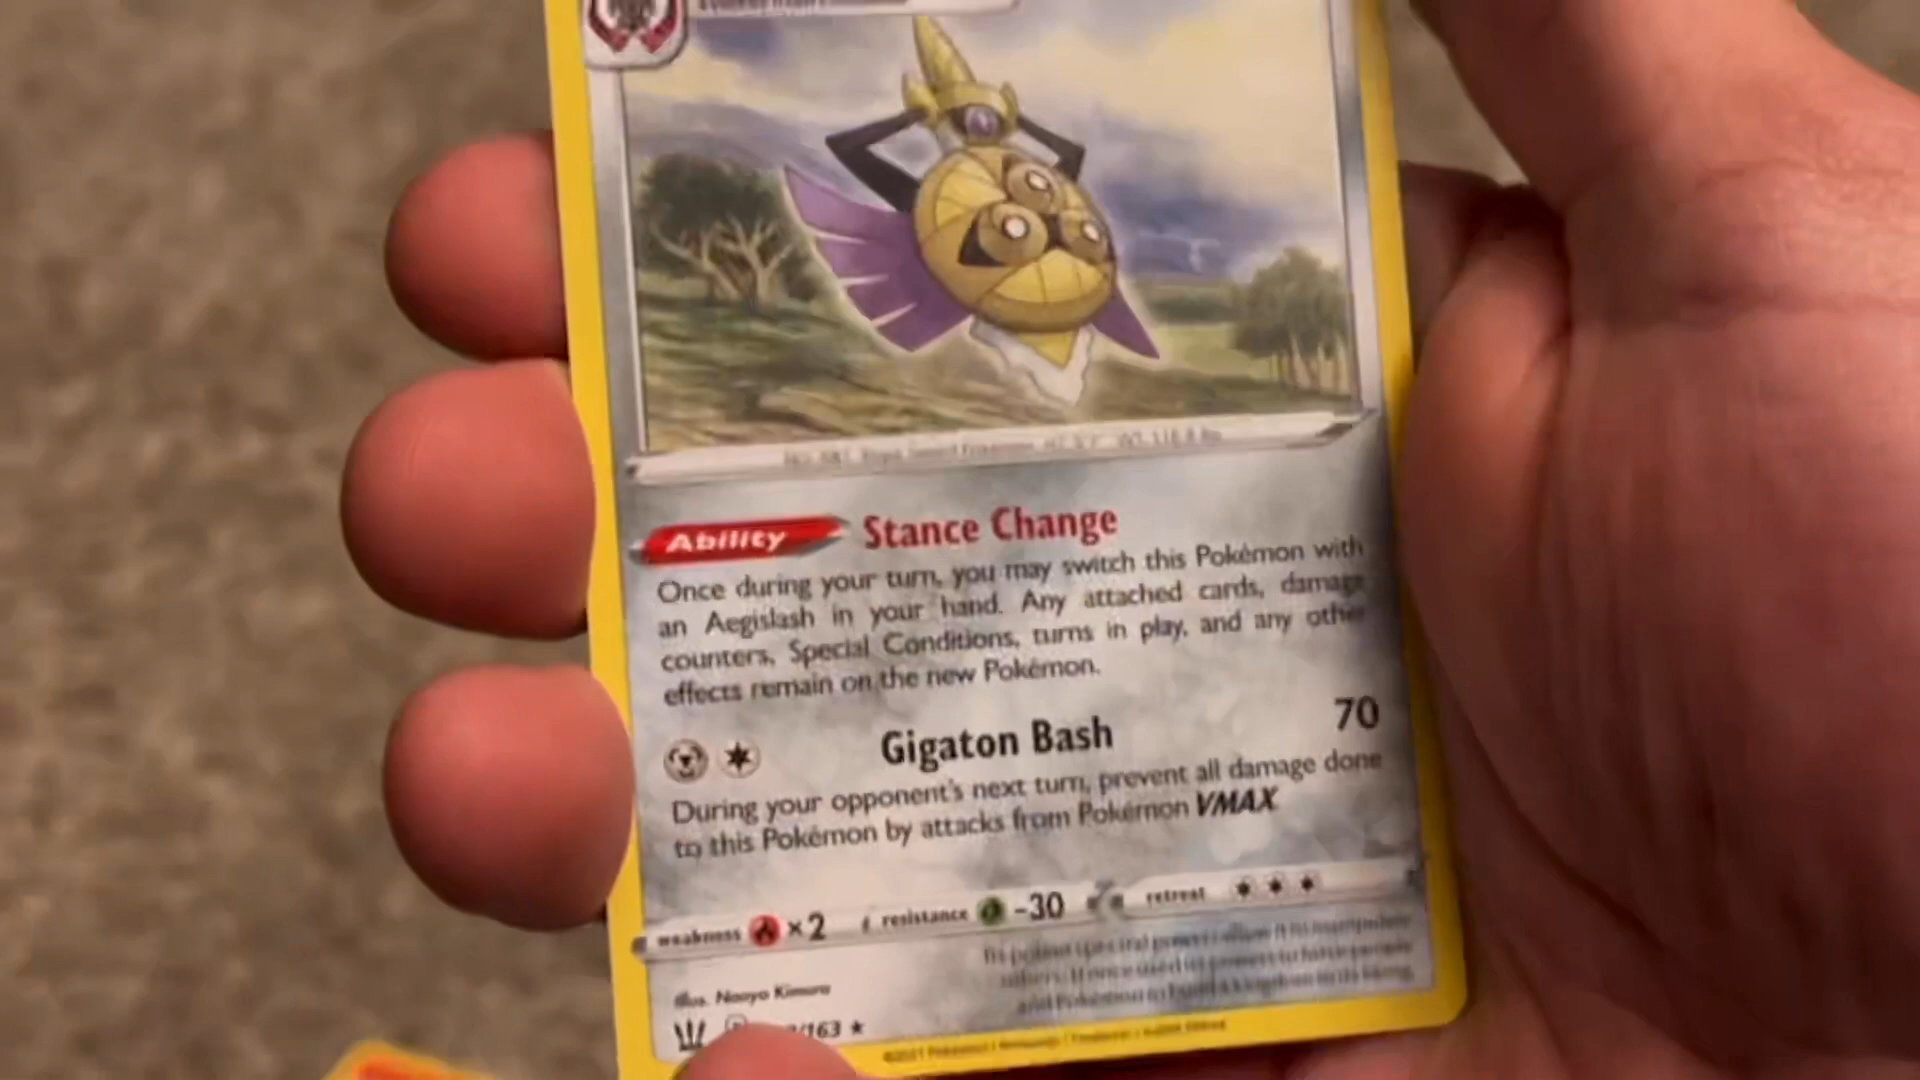 Ability Stance Change
Once during your turn, you may switch this Pokémon with
an Aegislash in your hand. Any attached cards, damage
counters, Special Conditions, turns in play, and any other
effects remain on the new Pokémon.
Gigaton Bash 70
During your opponent's next turn, prevent all damage done
to this Pokémon by attacks from Pokémon VMAX
weakness ×2 resistance -30 retreat
Illus. Naoyo Kimura
/163 ★